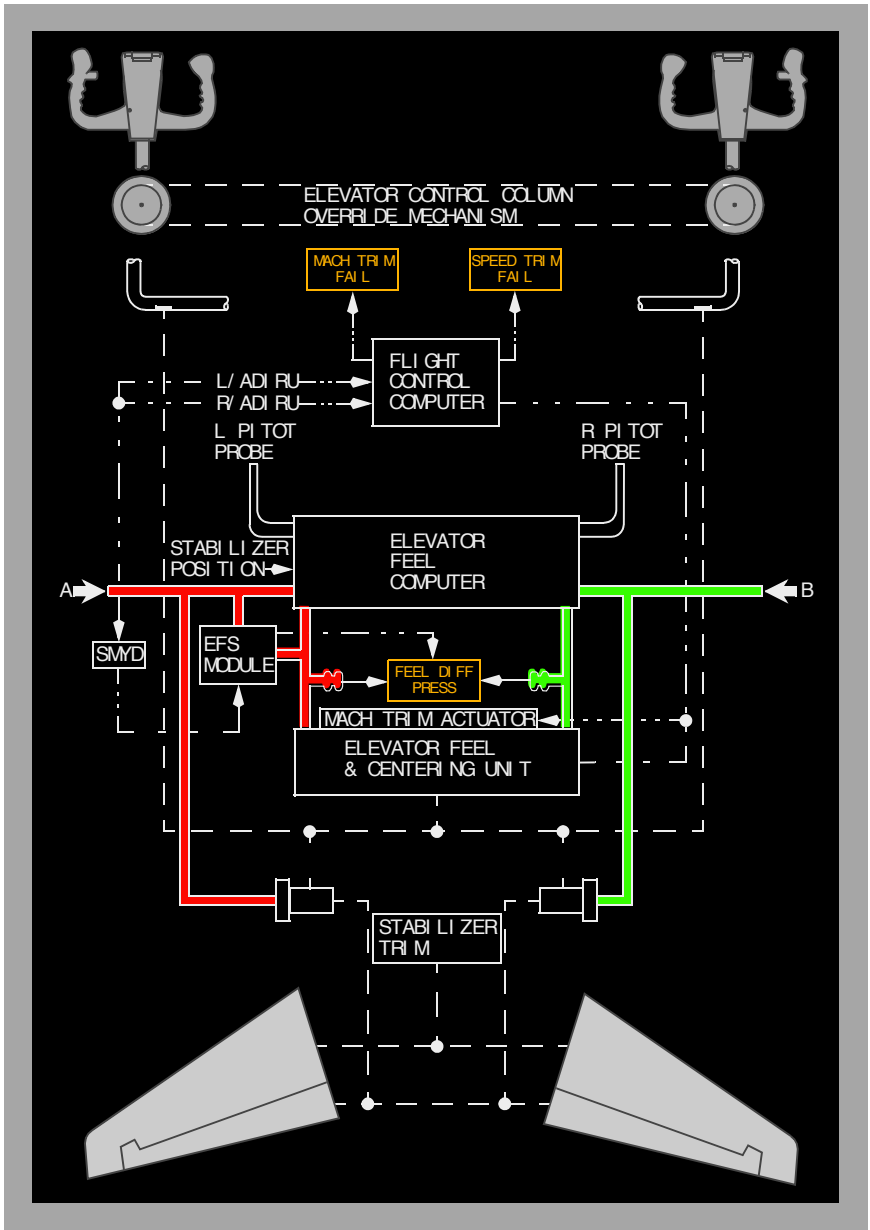 ELEVATOR CONTROL COLUMN
OVERRIDE MECHANISM
MACH TRIM
FAIL
SPEED TRIM
FAIL
FLIGHT
CONTROL
COMPUTER
L/ADIRU
R/ADIRU
L PITOT
PROBE
R PITOT
PROBE
STABILIZER
POSITION
ELEVATOR
FEEL
COMPUTER
A
B
SMYD
EFS
MODULE
FEEL DIFF
PRESS
MACH TRIM ACTUATOR
ELEVATOR FEEL
& CENTERING UNIT
STABILIZER
TRIM